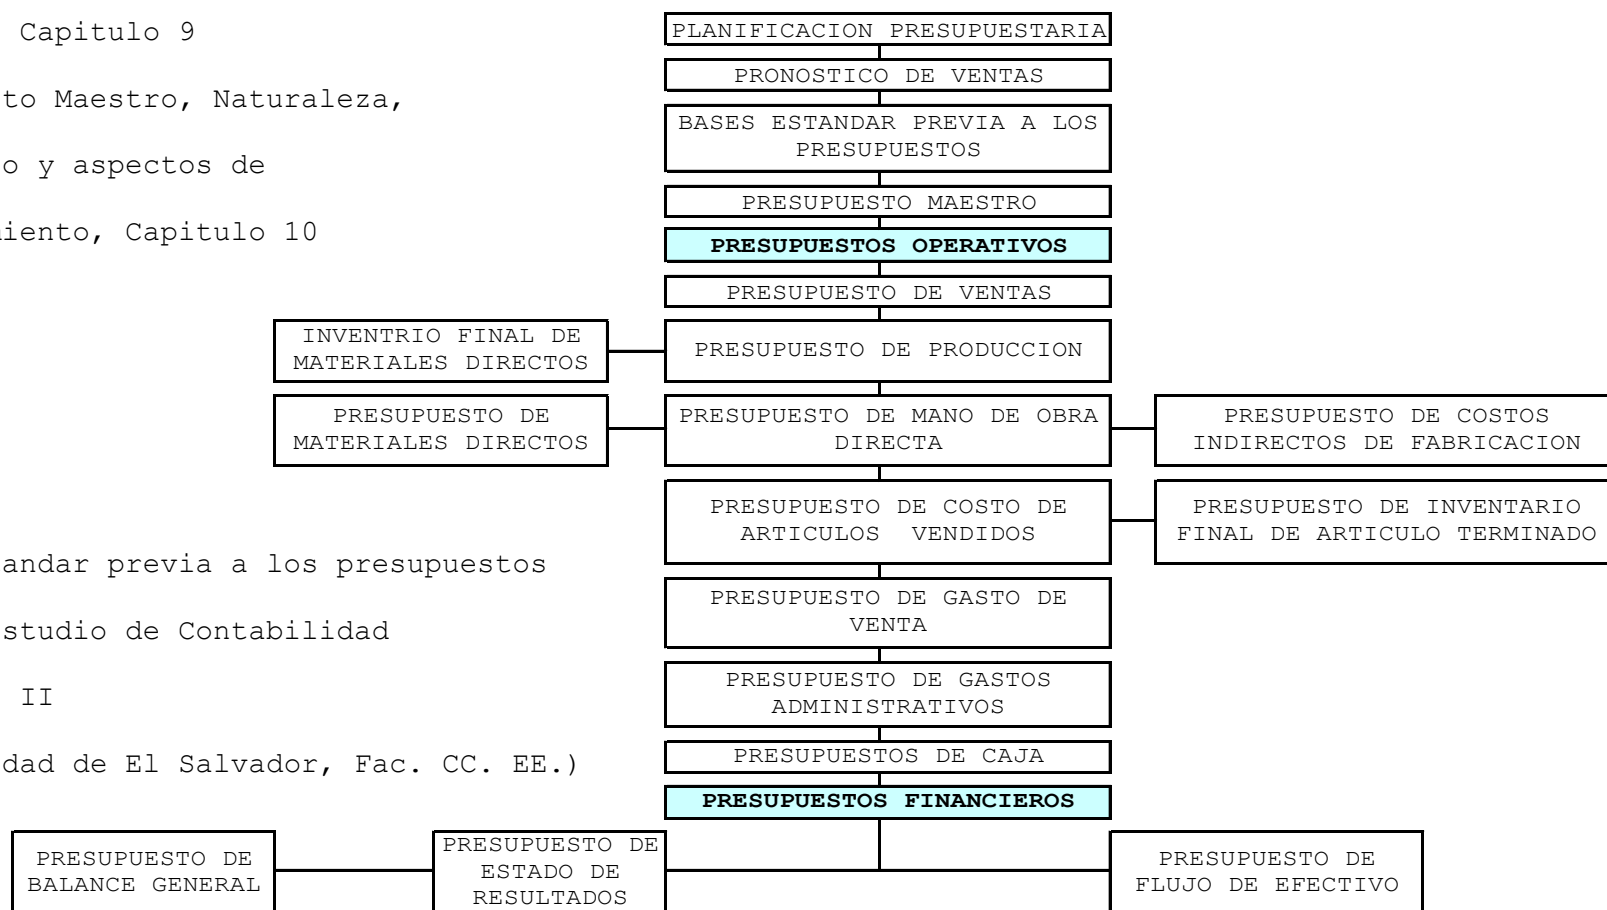 Capitulo 9
to Maestro, Naturaleza,
o y aspectos de
iento, Capitulo 10
andar previa a los presupuestos
studio de Contabilidad
II
dad de El Salvador, Fac. CC. EE.)
PLANIFICACION PRESUPUESTARIA
PRONOSTICO DE VENTAS
BASES ESTANDAR PREVIA A LOS
PRESUPUESTOS
PRESUPUESTO MAESTRO
PRESUPUESTOS OPERATIVOS
PRESUPUESTO DE VENTAS
INVENTRIO FINAL DE
MATERIALES DIRECTOS
PRESUPUESTO DE PRODUCCION
PRESUPUESTO DE
MATERIALES DIRECTOS
PRESUPUESTO DE MANO DE OBRA
DIRECTA
PRESUPUESTO DE COSTOS
INDIRECTOS DE FABRICACION
PRESUPUESTO DE COSTO DE
ARTICULOS VENDIDOS
PRESUPUESTO DE INVENTARIO
FINAL DE ARTICULO TERMINADO
PRESUPUESTO DE GASTO DE
VENTA
PRESUPUESTO DE GASTOS
ADMINISTRATIVOS
PRESUPUESTOS DE CAJA
PRESUPUESTOS FINANCIEROS
PRESUPUESTO DE
BALANCE GENERAL
PRESUPUESTO DE
ESTADO DE
RESULTADOS
PRESUPUESTO DE
FLUJO DE EFECTIVO